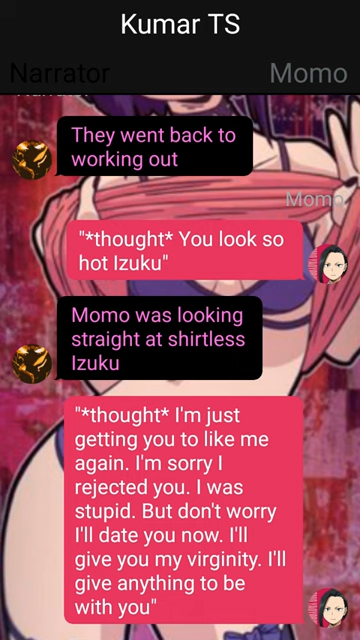 Kumar TS
Narrator
Momo
They went back to
working out
Momo
"*thought* You look so
hot Izuku"
Momo was looking
straight at shirtless
Izuku
"*thought* I'm just
getting you to like me
again. I'm sorry I
rejected you. I was
stupid. But don't worry
I'll date you now. I'll
give you my virginity. I'll
give anything to be
with you"